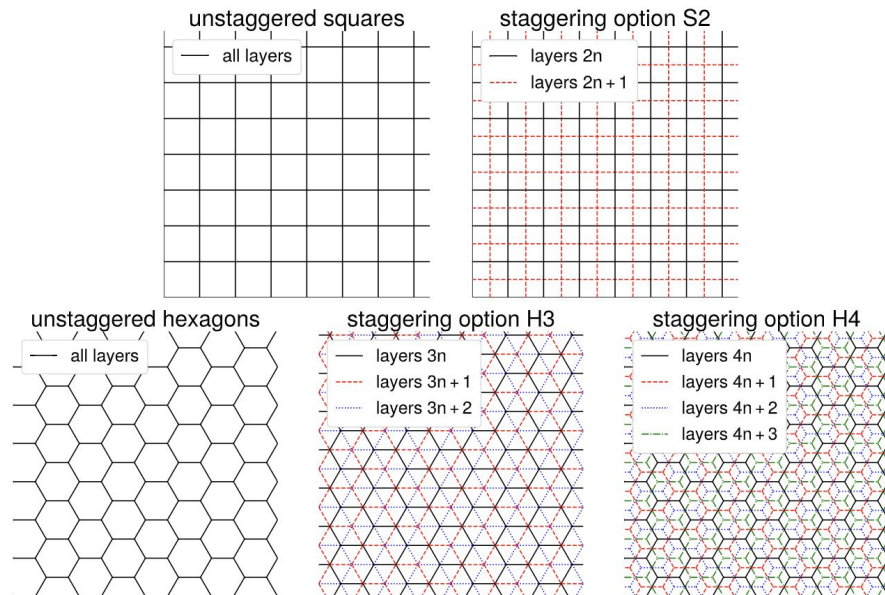 unstaggered squares
all layers
staggering option S2
layers 2n
layers 2n + 1
unstaggered hexagons
all layers
staggering option H3
layers 3n
layers 3n + 1
layers 3n + 2
staggering option H4
layers 4n
layers 4n + 1
layers 4n + 2
layers 4n + 3